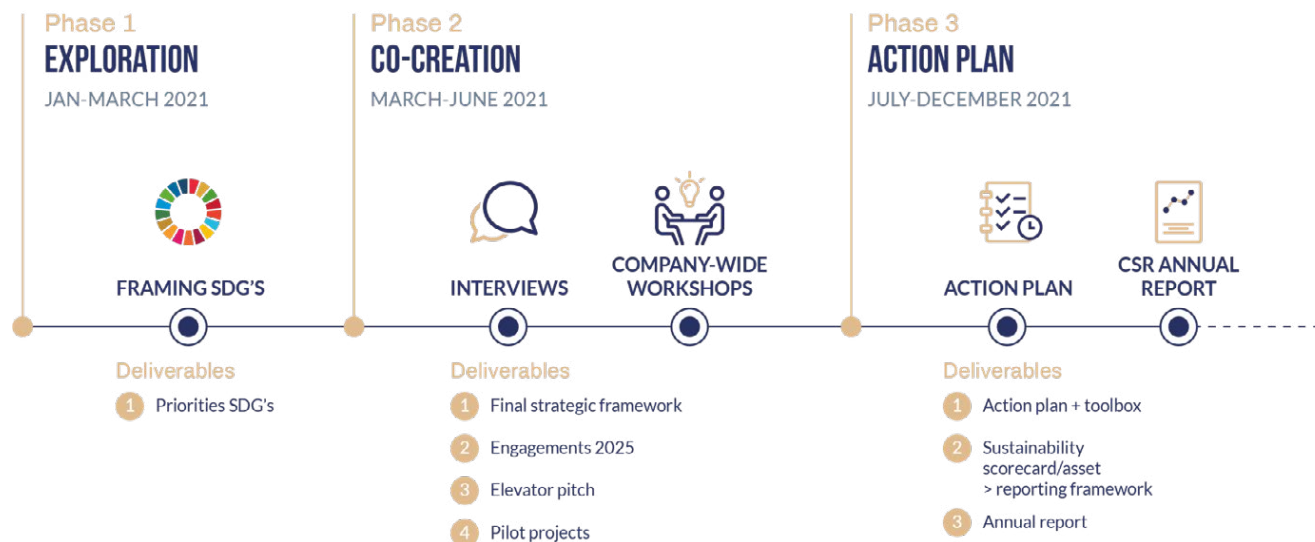 Phase 1
EXPLORATION
JAN-MARCH 2021
FRAMING SDG'S
Deliverables
1 Priorities SDG's
Phase 2
CO-CREATION
MARCH-JUNE 2021
INTERVIEWS
COMPANY-WIDE
WORKSHOPS
Deliverables
1 Final strategic framework
2 Engagements 2025
3 Elevator pitch
4 Pilot projects
Phase 3
ACTION PLAN
JULY-DECEMBER 2021
ACTION PLAN
CSR ANNUAL
REPORT
Deliverables
1 Action plan + toolbox
2 Sustainability
scorecard/asset
> reporting framework
3 Annual report